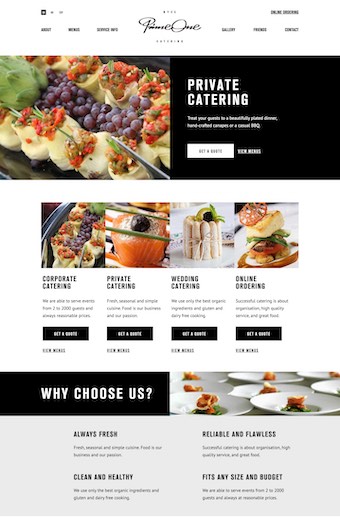 NYCS
PrimeOne
CATERING
ONLINE ORDERING
ABOUT
MENUS
SERVICE INFO
GALLERY
FRIENDS
CONTACT
PRIVATE
CATERING
Treat your guests to a beautifully plated dinner,
hand-crafted canapes or a casual BBQ.
GET A QUOTE
VIEW MENUS
CORPORATE
CATERING
We are able to serve events
from 2 to 2000 guests and
always reasonable prices.
GET A QUOTE
VIEW MENUS
PRIVATE
CATERING
Fresh, seasonal and simple
cuisine. Food is our business
and our passion.
GET A QUOTE
VIEW MENUS
WEDDING
CATERING
We use only the best organic
ingredients and gluten and
dairy free cooking.
GET A QUOTE
VIEW MENUS
ONLINE
ORDERING
Successful catering is about
organisation, high quality
service, and great food.
GET A QUOTE
VIEW MENUS
WHY CHOOSE US?
ALWAYS FRESH
Fresh, seasonal and simple cuisine. Food is our
business and our passion.
RELIABLE AND FLAWLESS
Successful catering is about organisation, high quality
service, and great food.
CLEAN AND HEALTHY
We use only the best organic ingredients and
gluten and dairy free cooking.
FITS ANY SIZE AND BUDGET
We are able to serve events from 2 to 2000
guests and always at reasonable prices.